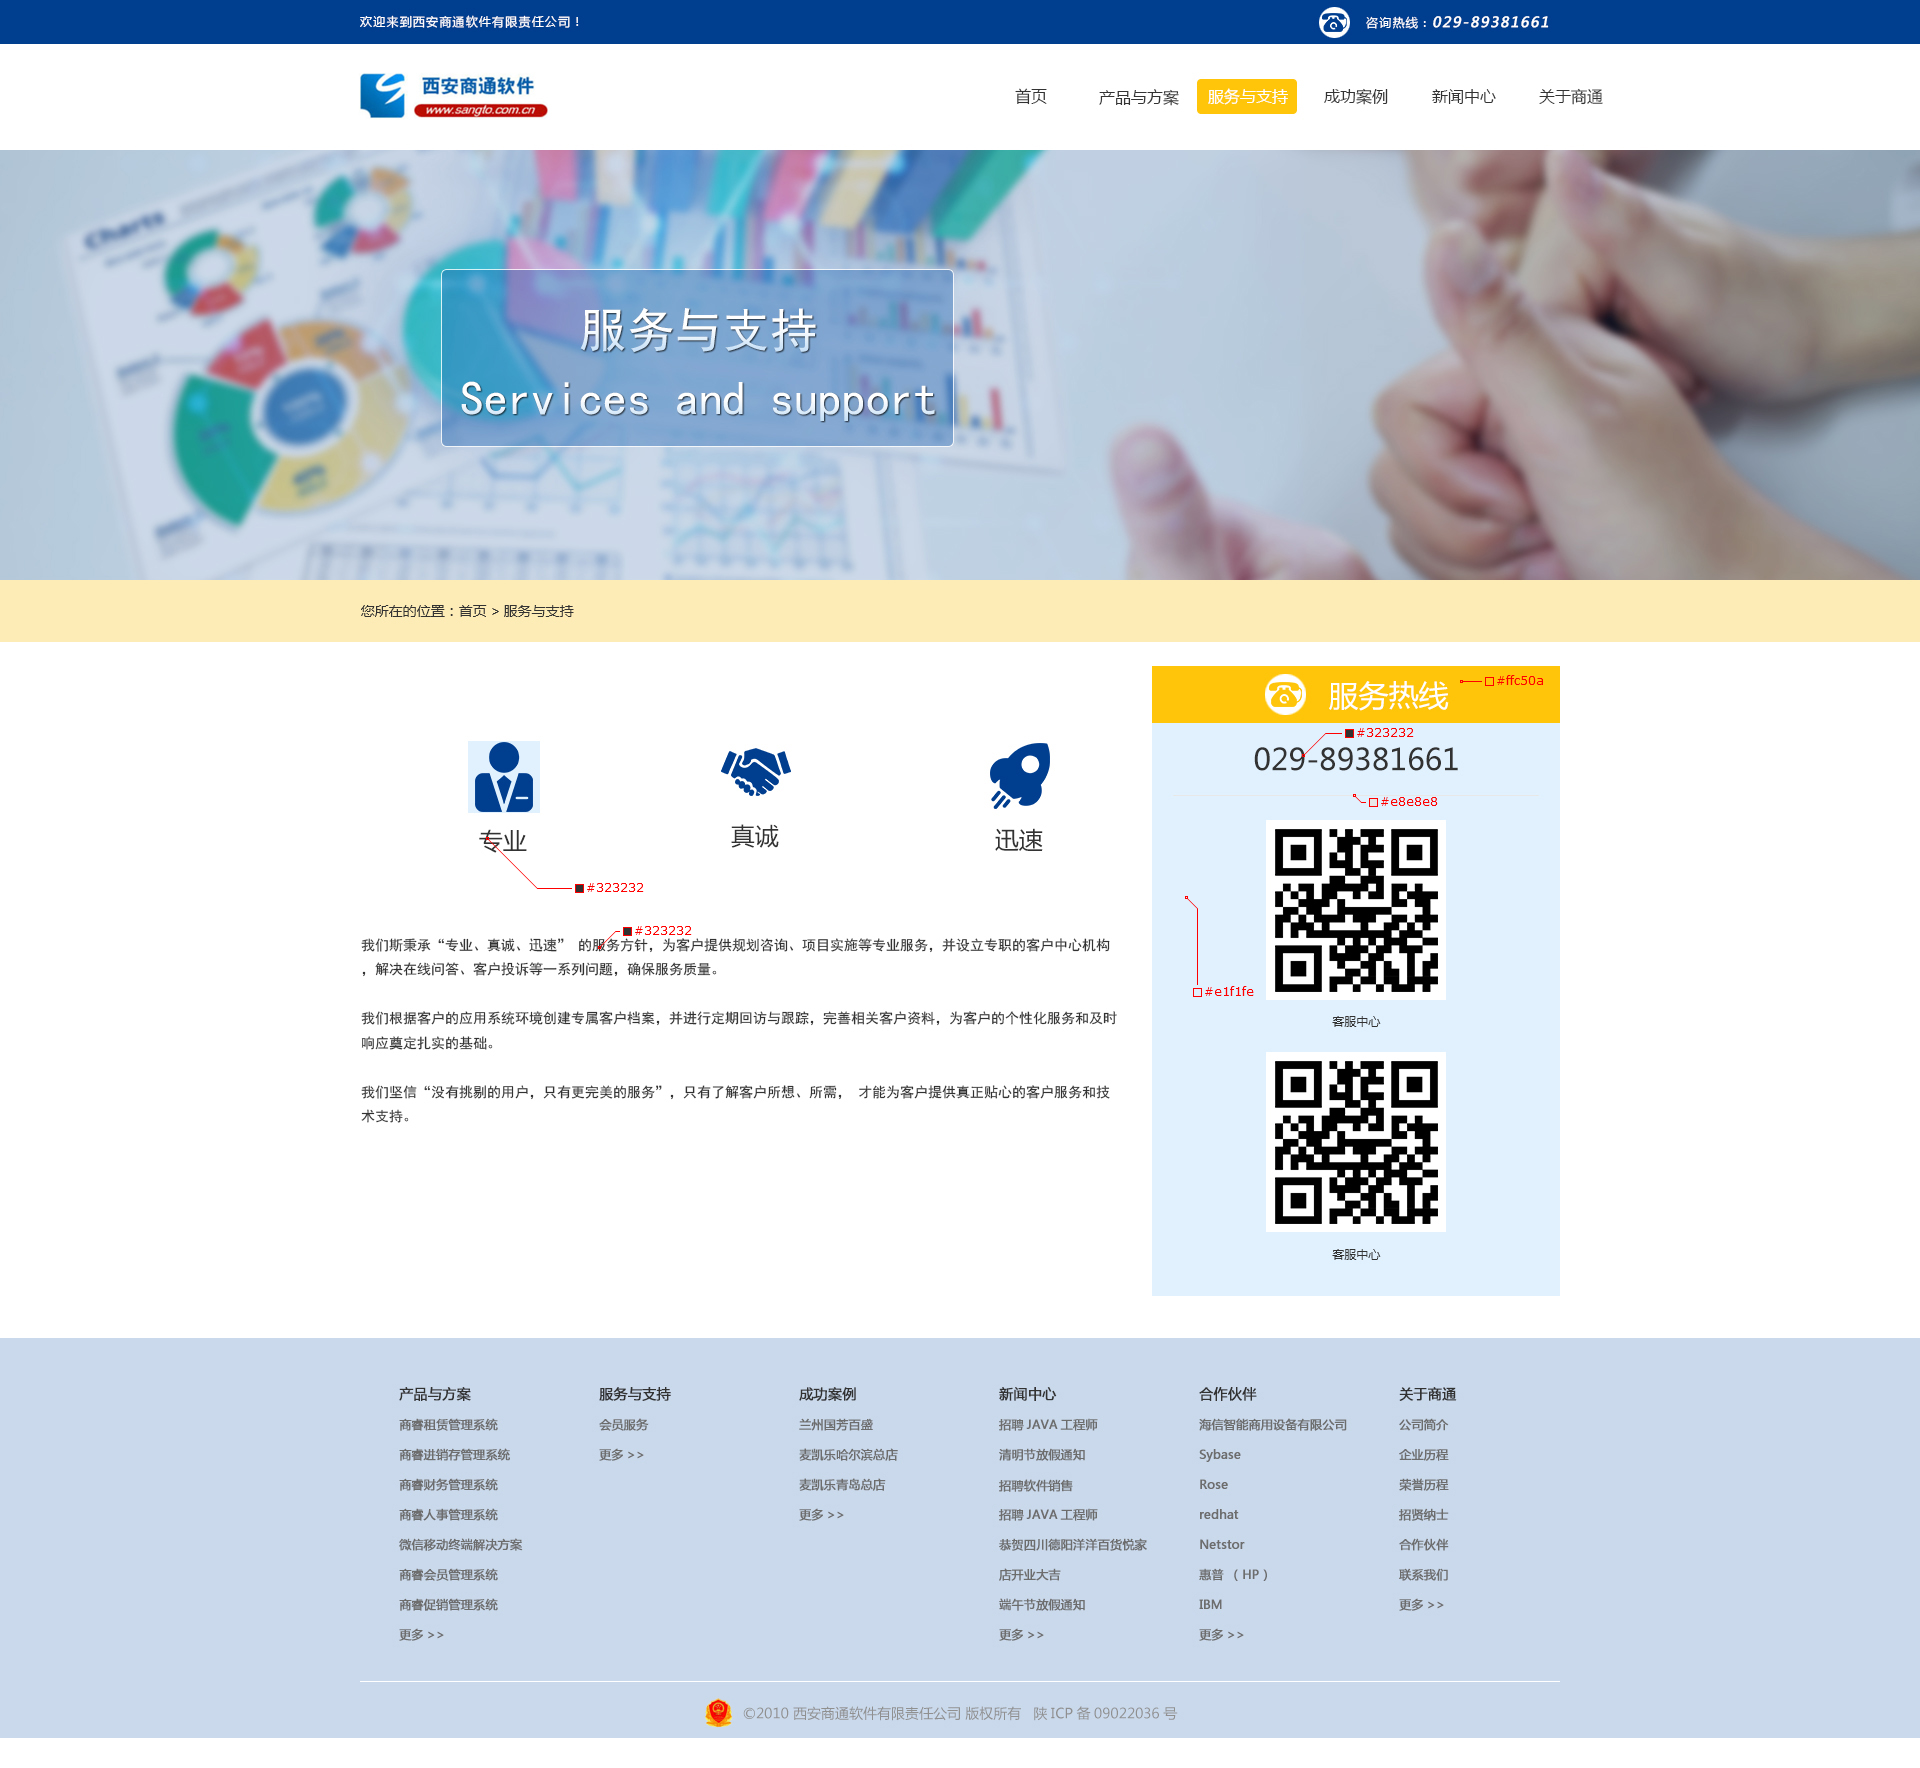 欢迎来到西安商通软件有限责任公司！
咨询热线：029-89381661
西安商通软件
www.sangto.com.cn
首页
产品与方案
服务与支持
成功案例
新闻中心
关于商通
Charts
服务与支持
Services and support
您所在的位置：首页 > 服务与支持
服务热线
#ffc50a
#323232
029-89381661
#e8e8e8
专业
真诚
迅速
#323232
#323232
我们斯秉承“专业、真诚、迅速” 的服务方针，为客户提供规划咨询、项目实施等专业服务，并设立专职的客户中心机构
，解决在线问答、客户投诉等一系列问题，确保服务质量。
#e1f1fe
客服中心
我们根据客户的应用系统环境创建专属客户档案，并进行定期回访与跟踪，完善相关客户资料，为客户的个性化服务和及时
响应奠定扎实的基础。
我们坚信“没有挑剔的用户，只有更完美的服务”，只有了解客户所想、所需， 才能为客户提供真正贴心的客户服务和技
术支持。
客服中心
产品与方案
商睿租赁管理系统
商睿进销存管理系统
商睿财务管理系统
商睿人事管理系统
微信移动终端解决方案
商睿会员管理系统
商睿促销管理系统
更多 >>
服务与支持
会员服务
更多 >>
成功案例
兰州国芳百盛
麦凯乐哈尔滨总店
麦凯乐青岛总店
更多 >>
新闻中心
招聘 JAVA 工程师
清明节放假通知
招聘软件销售
招聘 JAVA 工程师
恭贺四川德阳洋洋百货悦家
店开业大吉
端午节放假通知
更多 >>
合作伙伴
海信智能商用设备有限公司
Sybase
Rose
redhat
Netstor
惠普 （ HP ）
IBM
更多 >>
关于商通
公司简介
企业历程
荣誉历程
招贤纳士
合作伙伴
联系我们
更多 >>
©2010 西安商通软件有限责任公司 版权所有 陕 ICP 备 09022036 号